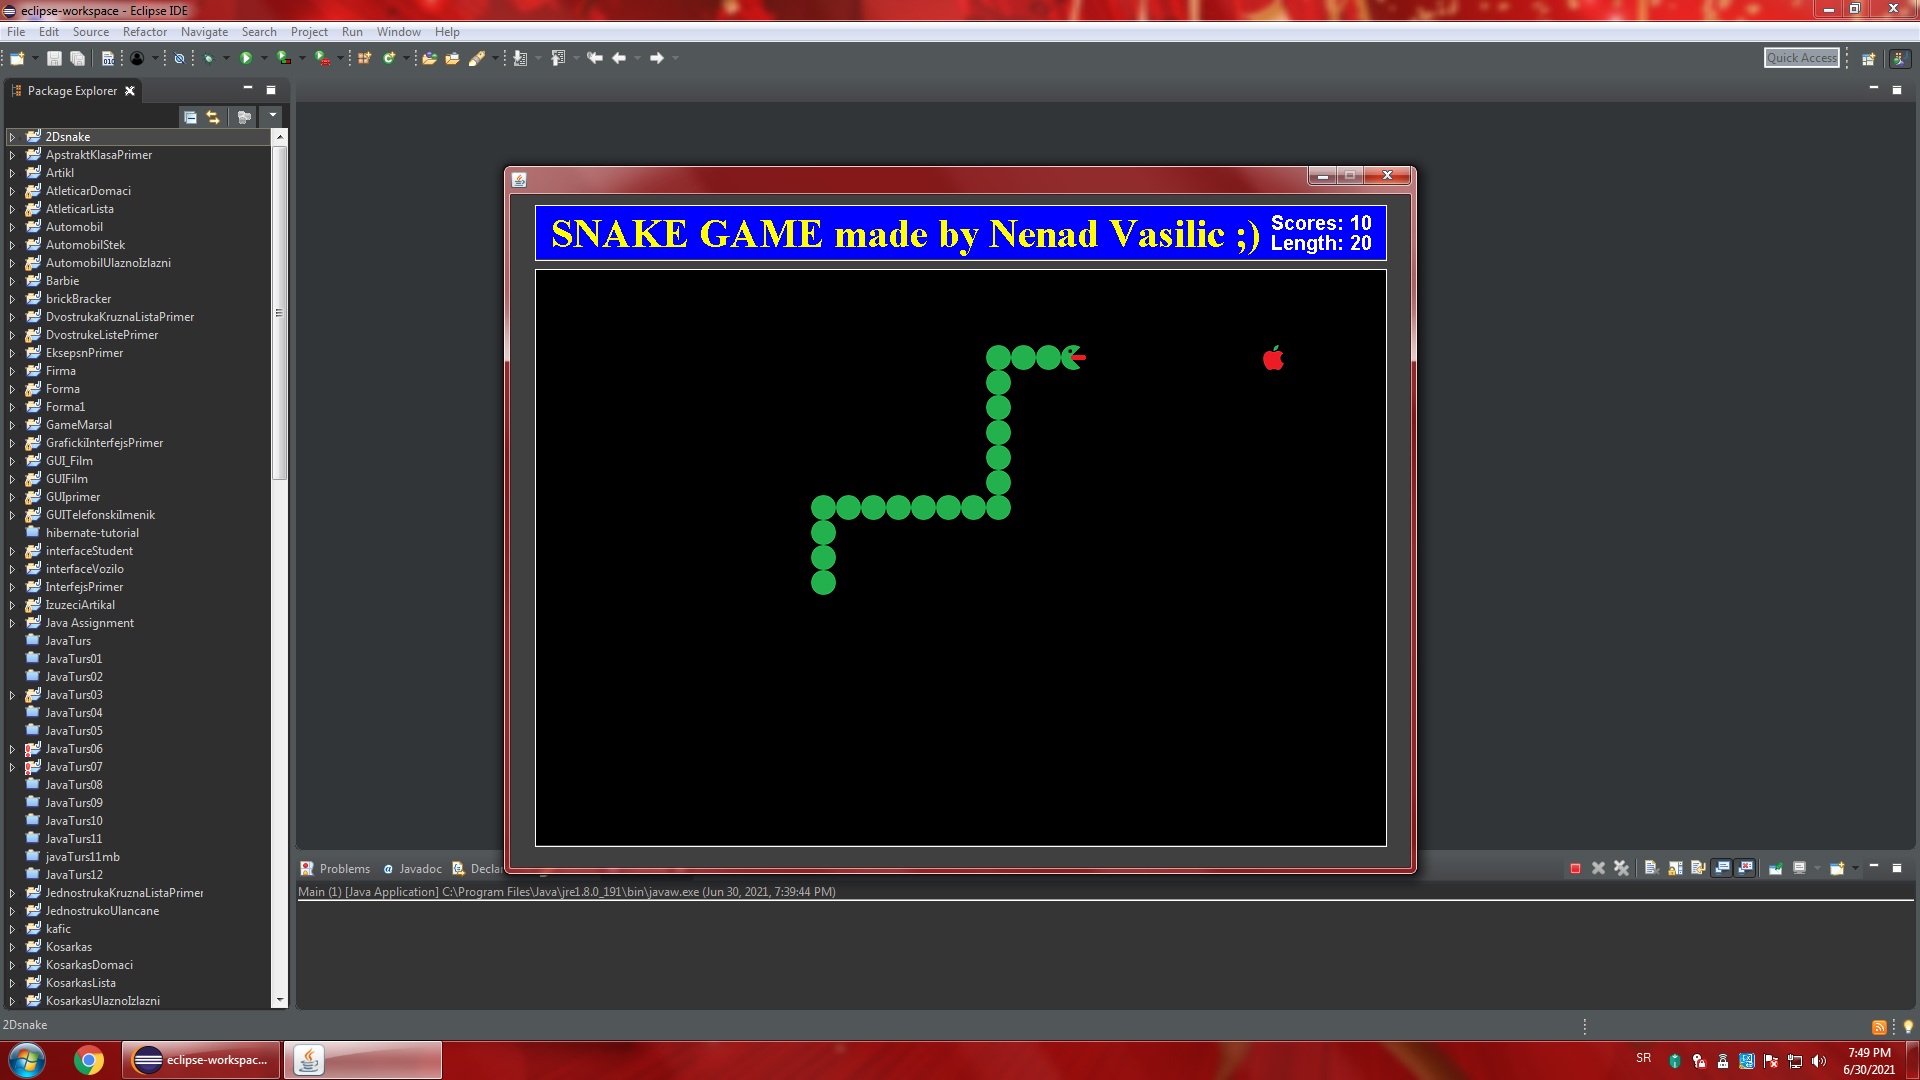 eclipse-workspace - Eclipse IDE
File Edit Source Refactor Navigate Search Project Run Window Help
Quick Access
Package Explorer
2Dsnake
ApstraktKlasaPrimer
Artikl
AtleticarDomaci
AtleticarLista
Automobil
AutomobilStek
AutomobilUlaznoIzlazni
Barbie
brickBracker
DvostrukaKruznaListaPrimer
DvostrukeListePrimer
EksepsnPrimer
Firma
Forma
Forma1
GameMarsal
GrafickiInterfejsPrimer
GUI_Film
GUIFilm
GUIprimer
GUITelefonskiImenik
hibernate-tutorial
interfaceStudent
interfaceVozilo
InterfejsPrimer
IzuzeciArtikal
Java Assignment
JavaTurs
JavaTurs01
JavaTurs02
JavaTurs03
JavaTurs04
JavaTurs05
JavaTurs06
JavaTurs07
JavaTurs08
JavaTurs09
JavaTurs10
JavaTurs11
javaTurs11mb
JavaTurs12
JednostrukaKruznaListaPrimer
JednostrukoUlancane
kafic
Kosarkas
KosarkasDomaci
KosarkasLista
KosarkasUlaznoIzlazni
SNAKE GAME made by Nenad Vasilic ;)
Scores: 10
Length: 20
Problems Javadoc Declar
Main (1) [Java Application] C:\Program Files\Java\jre1.8.0_191\bin\javaw.exe (Jun 30, 2021, 7:39:44 PM)
2Dsnake
eclipse-workspac...
SR
7:49 PM
6/30/2021